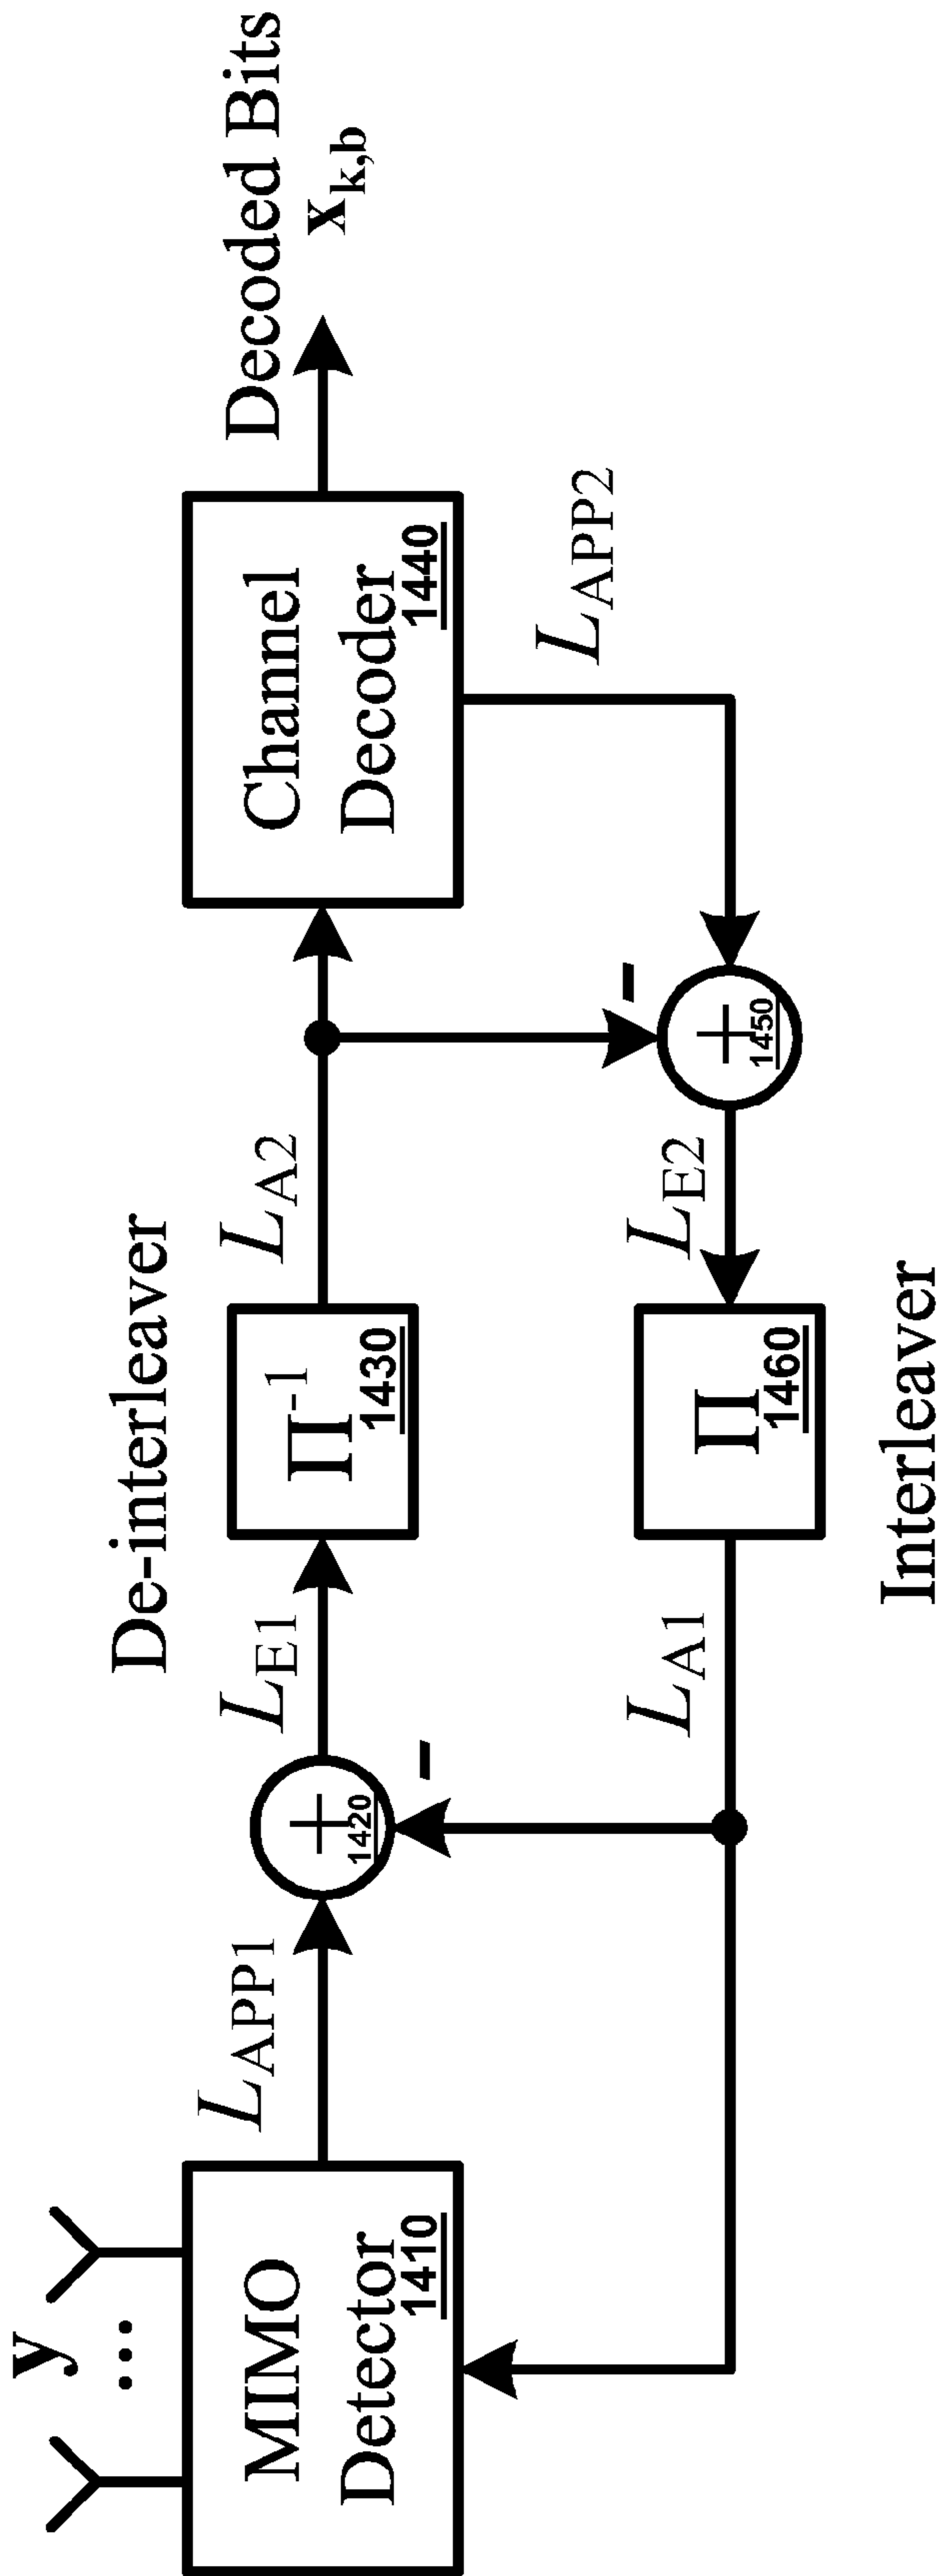 y
...
MIMO
Detector
1410
L_APP1
+
1420
-
L_E1
De-interleaver
Π^-1
1430
L_A2
Channel
Decoder
1440
Decoded Bits
x_k,b
L_APP2
-
+
1450
L_E2
Π
1460
Interleaver
L_A1